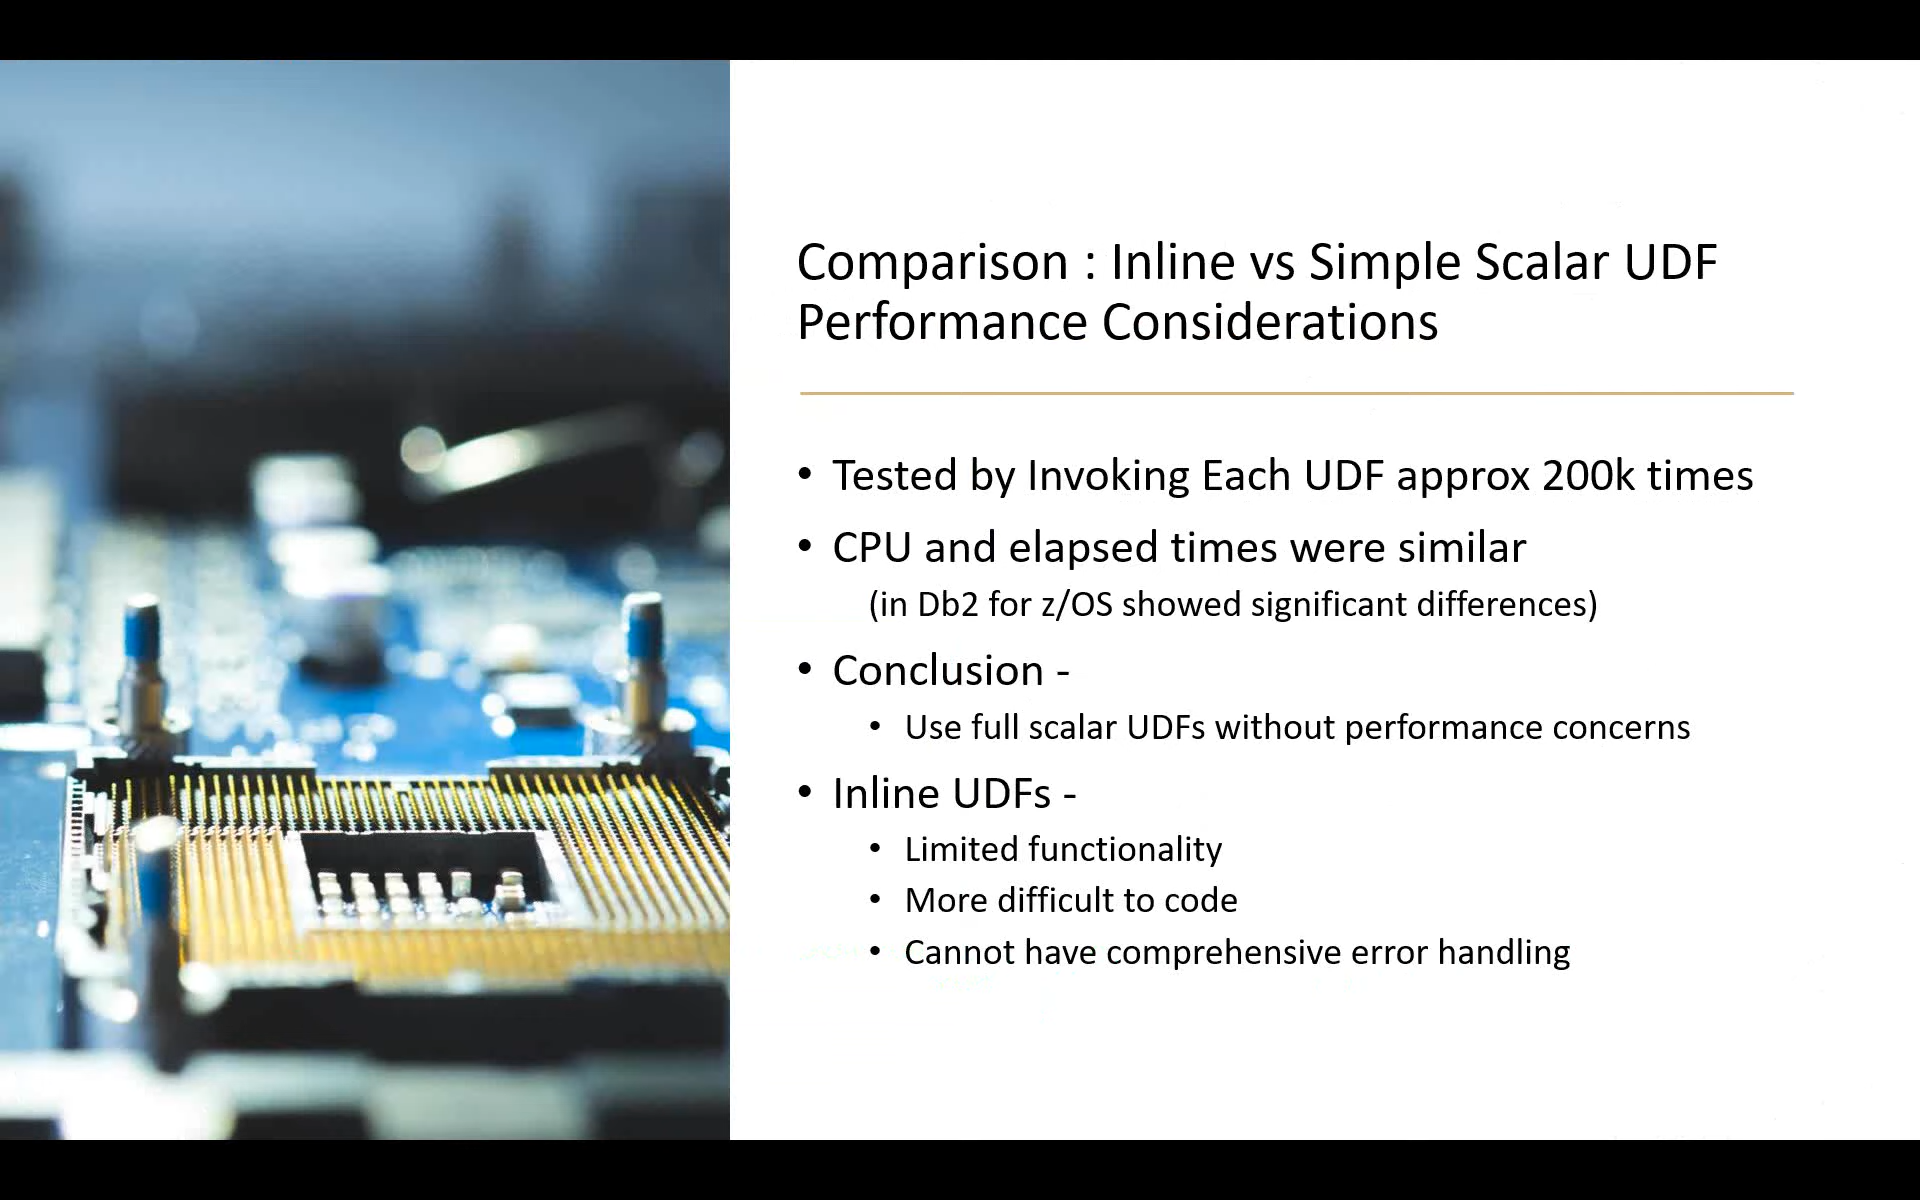 Comparison : Inline vs Simple Scalar UDF
Performance Considerations
• Tested by Invoking Each UDF approx 200k times
• CPU and elapsed times were similar
(in Db2 for z/OS showed significant differences)
• Conclusion -
• Use full scalar UDFs without performance concerns
• Inline UDFs -
• Limited functionality
• More difficult to code
• Cannot have comprehensive error handling